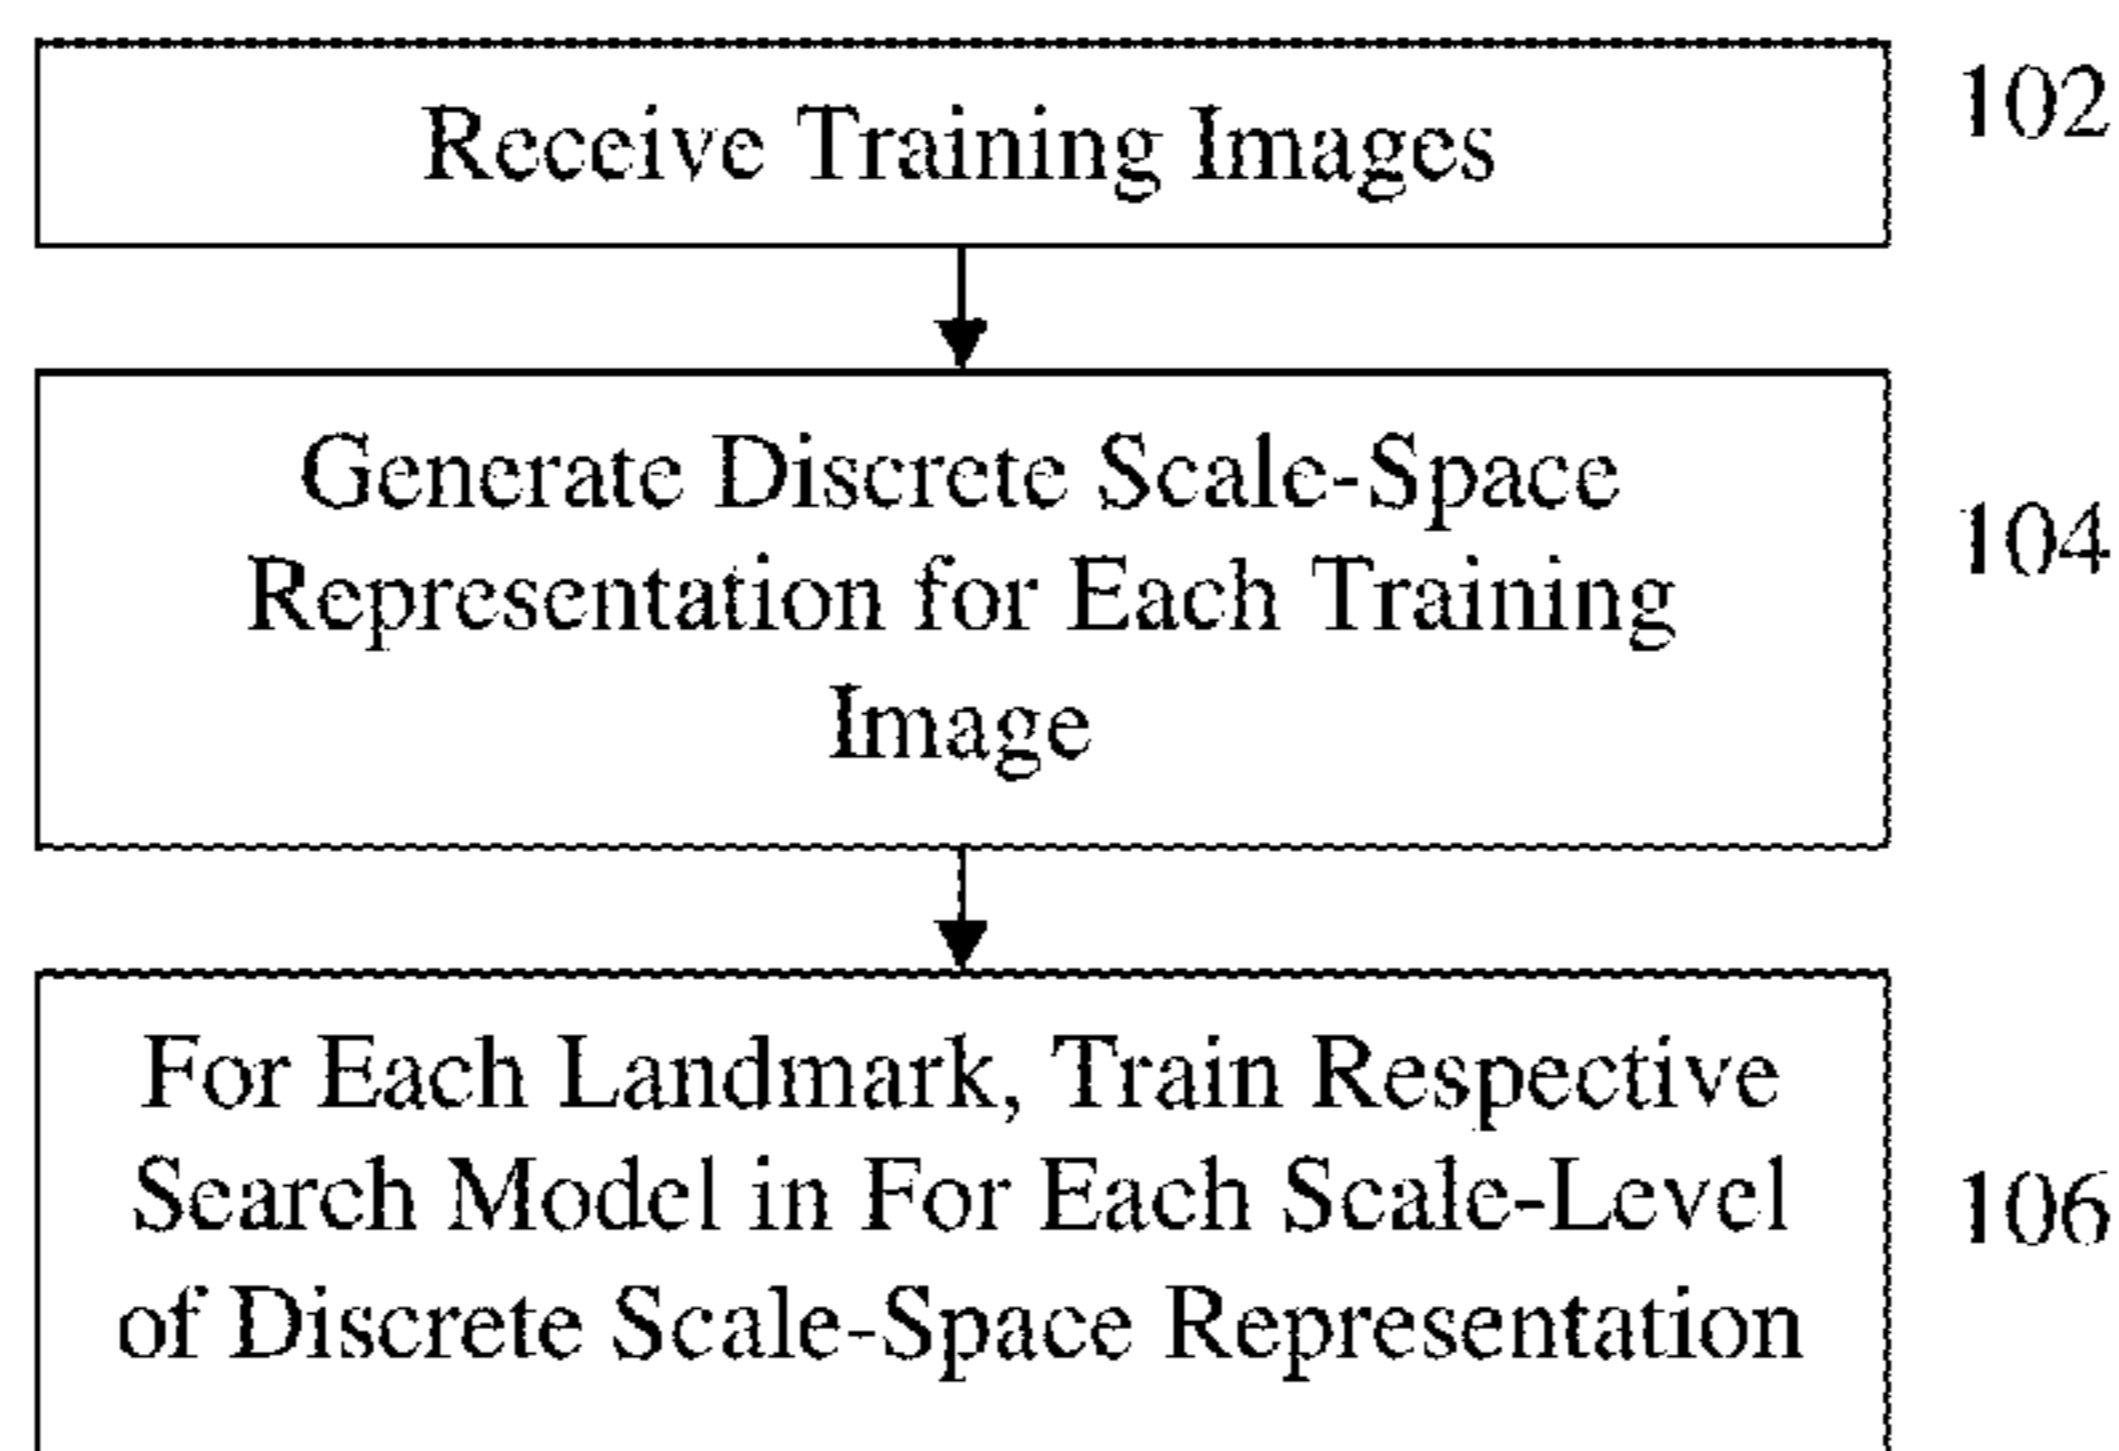 Receive Training Images
102
Generate Discrete Scale-Space
Representation for Each Training
Image
104
For Each Landmark, Train Respective
Search Model in For Each Scale-Level
of Discrete Scale-Space Representation
106